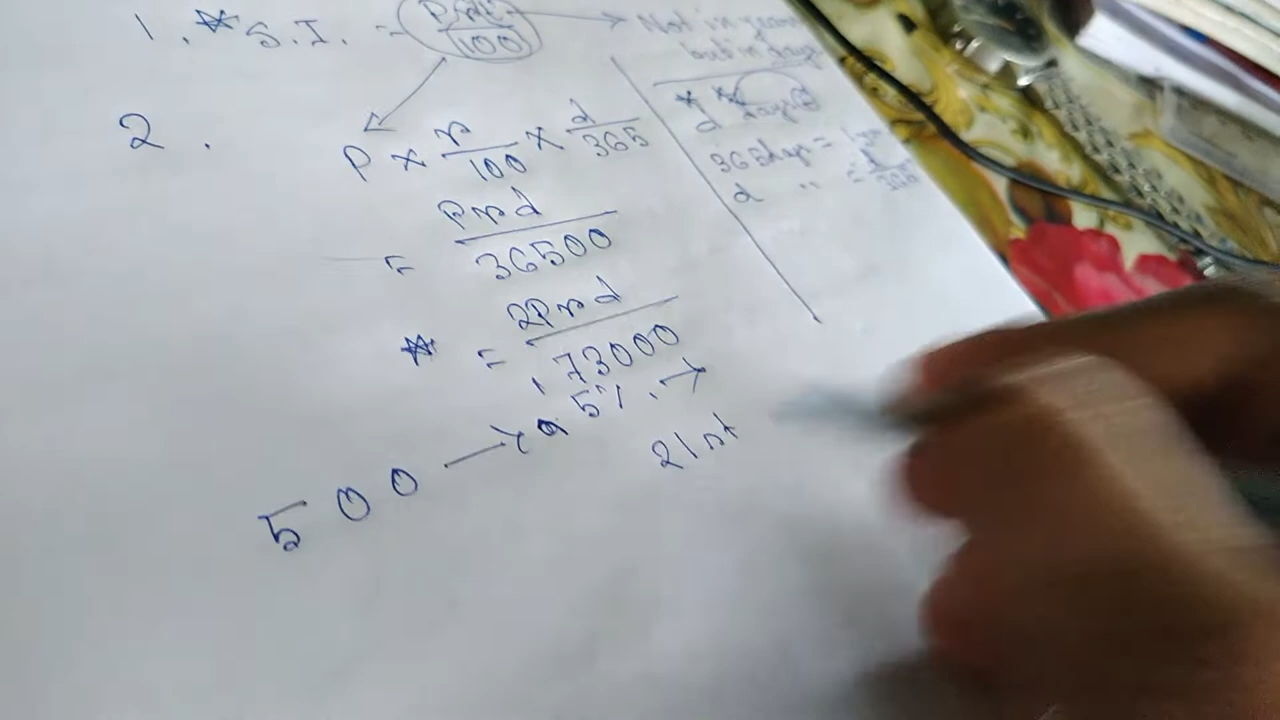 1. * S.I. = Prt / 100 → Not in years
but in days
2. P × r/100 × d/365
= Prd / 36500
* = 2Prd / 73000
d days
365 days = 1
d " = d/365
500 → 5% →
21st